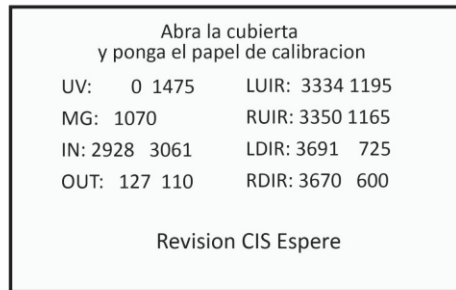 Abra la cubierta
y ponga el papel de calibracion
UV: 0 1475 LUIR: 3334 1195
MG: 1070 RUIR: 3350 1165
IN: 2928 3061 LDIR: 3691 725
OUT: 127 110 RDIR: 3670 600
Revision CIS Espere